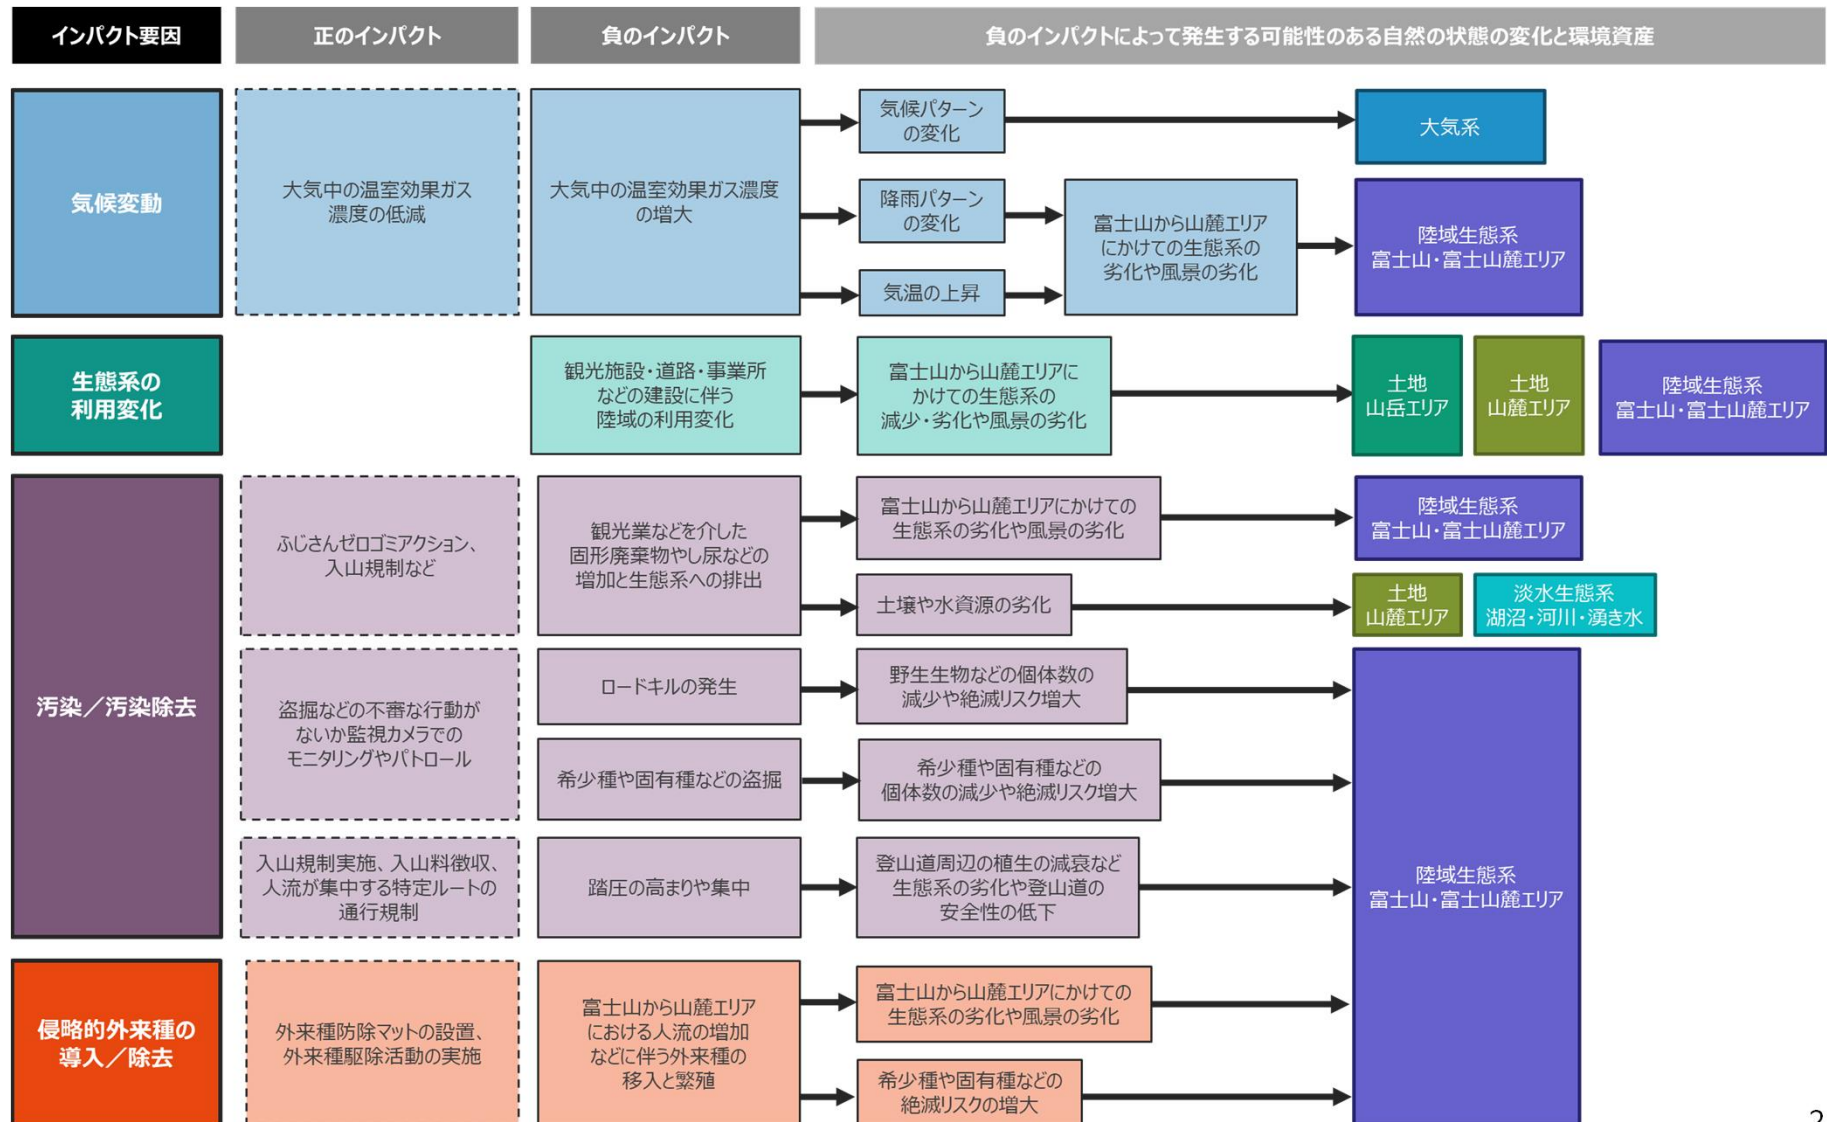 インパクト要因
正のインパクト
負のインパクト
負のインパクトによって発生する可能性のある自然の状態の変化と環境資産
気候変動
大気中の温室効果ガス
濃度の低減
大気中の温室効果ガス濃度
の増大
気候パターン
の変化
大気系
降雨パターン
の変化
気温の上昇
富士山から山麓エリア
にかけての生態系の
劣化や風景の劣化
陸域生態系
富士山・富士山麓エリア
生態系の
利用変化
観光施設・道路・事業所
などの建設に伴う
陸域の利用変化
富士山から山麓エリアに
かけての生態系の
減少・劣化や風景の劣化
土地
山岳エリア
土地
山麓エリア
陸域生態系
富士山・富士山麓エリア
汚染／汚染除去
ふじさんゼロゴミアクション、
入山規制など
観光業などを介した
固形廃棄物やし尿などの
増加と生態系への排出
富士山から山麓エリアにかけての
生態系の劣化や風景の劣化
陸域生態系
富士山・富士山麓エリア
土壌や水資源の劣化
土地
山麓エリア
淡水生態系
湖沼・河川・湧き水
盗掘などの不審な行動が
ないか監視カメラでの
モニタリングやパトロール
ロードキルの発生
野生生物などの個体数の
減少や絶滅リスク増大
希少種や固有種などの盗掘
希少種や固有種などの
個体数の減少や絶滅リスク増大
入山規制実施、入山料徴収、
人流が集中する特定ルートの
通行規制
踏圧の高まりや集中
登山道周辺の植生の減衰など
生態系の劣化や登山道の
安全性の低下
陸域生態系
富士山・富士山麓エリア
侵略的外来種の
導入／除去
外来種防除マットの設置、
外来種駆除活動の実施
富士山から山麓エリア
における人流の増加
などに伴う外来種の
移入と繁殖
富士山から山麓エリアにかけての
生態系の劣化や風景の劣化
希少種や固有種などの
絶滅リスクの増大
2